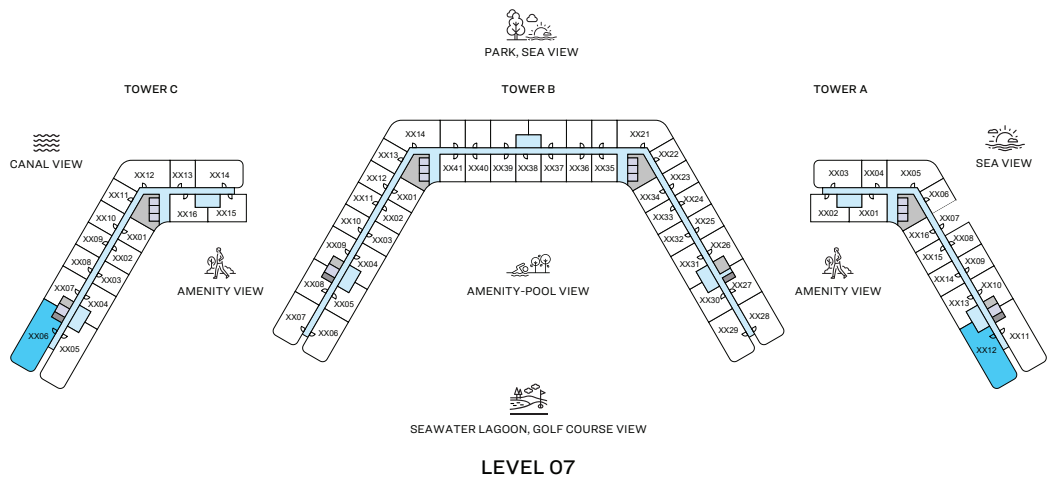 PARK, SEA VIEW
TOWER C
TOWER B
TOWER A
CANAL VIEW
SEA VIEW
XX12
XX13
XX14
XX11
XX10
XX09
XX08
XX07
XX06
XX01
XX02
XX03
XX04
XX05
XX16
XX15
AMENITY VIEW
XX14
XX13
XX12
XX11
XX10
XX09
XX08
XX07
XX01
XX02
XX03
XX04
XX05
XX06
XX41
XX40
XX39
XX38
XX37
XX36
XX35
XX21
XX22
XX23
XX24
XX25
XX26
XX27
XX28
XX34
XX33
XX32
XX31
XX30
XX29
AMENITY-POOL VIEW
XX03
XX04
XX05
XX06
XX02
XX01
XX07
XX08
XX09
XX10
XX11
XX16
XX15
XX14
XX13
XX12
AMENITY VIEW
SEAWATER LAGOON, GOLF COURSE VIEW
LEVEL 07